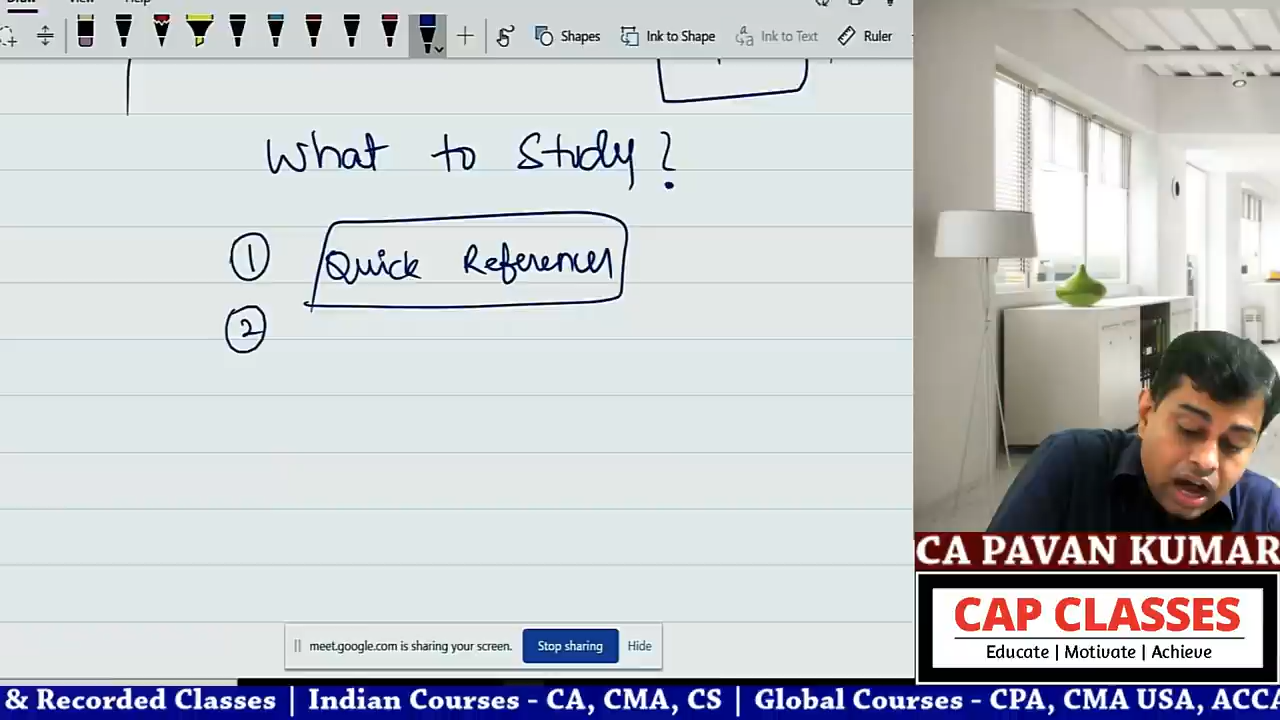 Shapes Ink to Shape Ink to Text Ruler
What to Study?
1 Quick References
2
meet.google.com is sharing your screen. Stop sharing Hide
CA PAVAN KUMAR
CAP CLASSES
Educate | Motivate | Achieve
& Recorded Classes | Indian Courses - CA, CMA, CS | Global Courses - CPA, CMA USA, ACCA